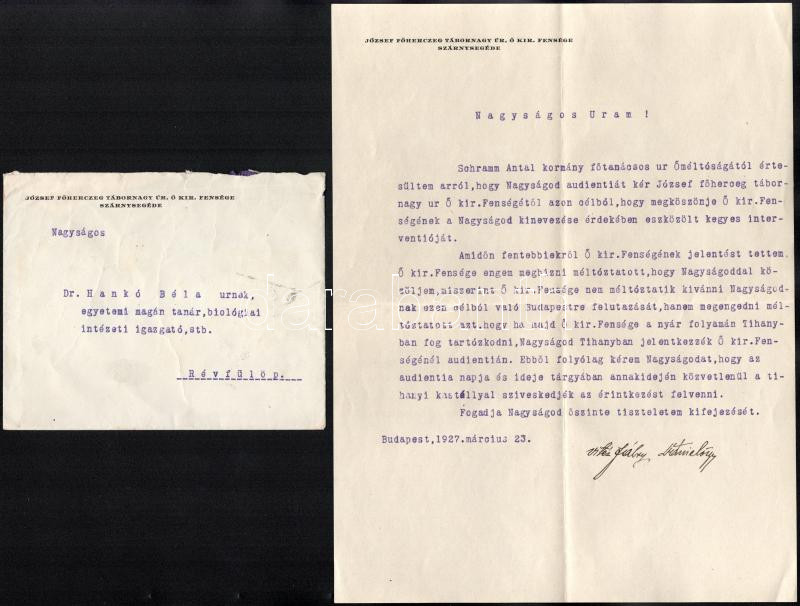 JÓZSEF FŐHERCZEG TÁBORNAGY ÚR, Ő KIR. FENSÉGE
SZÁRNYSEGÉDE
Nagyságos
Dr. Hankó Béla urnak,
egyetemi magán tanár,biológiai
intézeti igazgató,stb.
Révfülöp.
JÓZSEF FŐHERCZEG TÁBORNAGY ÚR, Ő KIR. FENSÉGE
SZÁRNYSEGÉDE
Nagyságos Uram !
Schramm Antal kormány főtanácsos ur Őméltóságától érte-
sültem arról,hogy Nagyságod audientiát kér József főherceg tábor-
nagy ur Ő kir.Fenségétől azon célból,hogy megköszönje Ő kir.Fen-
ségének a Nagyságod kinevezése érdekében eszközölt kegyes inter-
ventióját.
Amidőn fentebbiekről Ő kir.Fenségének jelentést tettem,
Ő kir.Fensége engem megbizni méltóztatott,hogy Nagyságoddal kö-
zöljem,miszerint Ő kir.Fensége nem méltóztatik kivánni Nagyságod-
nak ezen célból való Budapestre felutazását,hanem megengedni mél-
tóztatott azt,hogy ha majd Ő kir.Fensége a nyár folyamán Tihany-
ban fog tartózkodni,Nagyságod Tihanyban jelentkezzék Ő kir.Fen-
ségénél audientián. Ebből folyólag kérem Nagyságodat,hogy az
audientia napja és ideje tárgyában annakidején közvetlenül a ti-
hanyi kastéllyal sziveskedjék az érintkezést felvenni.
Fogadja Nagyságod őszinte tiszteletem kifejezését.
Budapest,1927.március 23.
vitéz